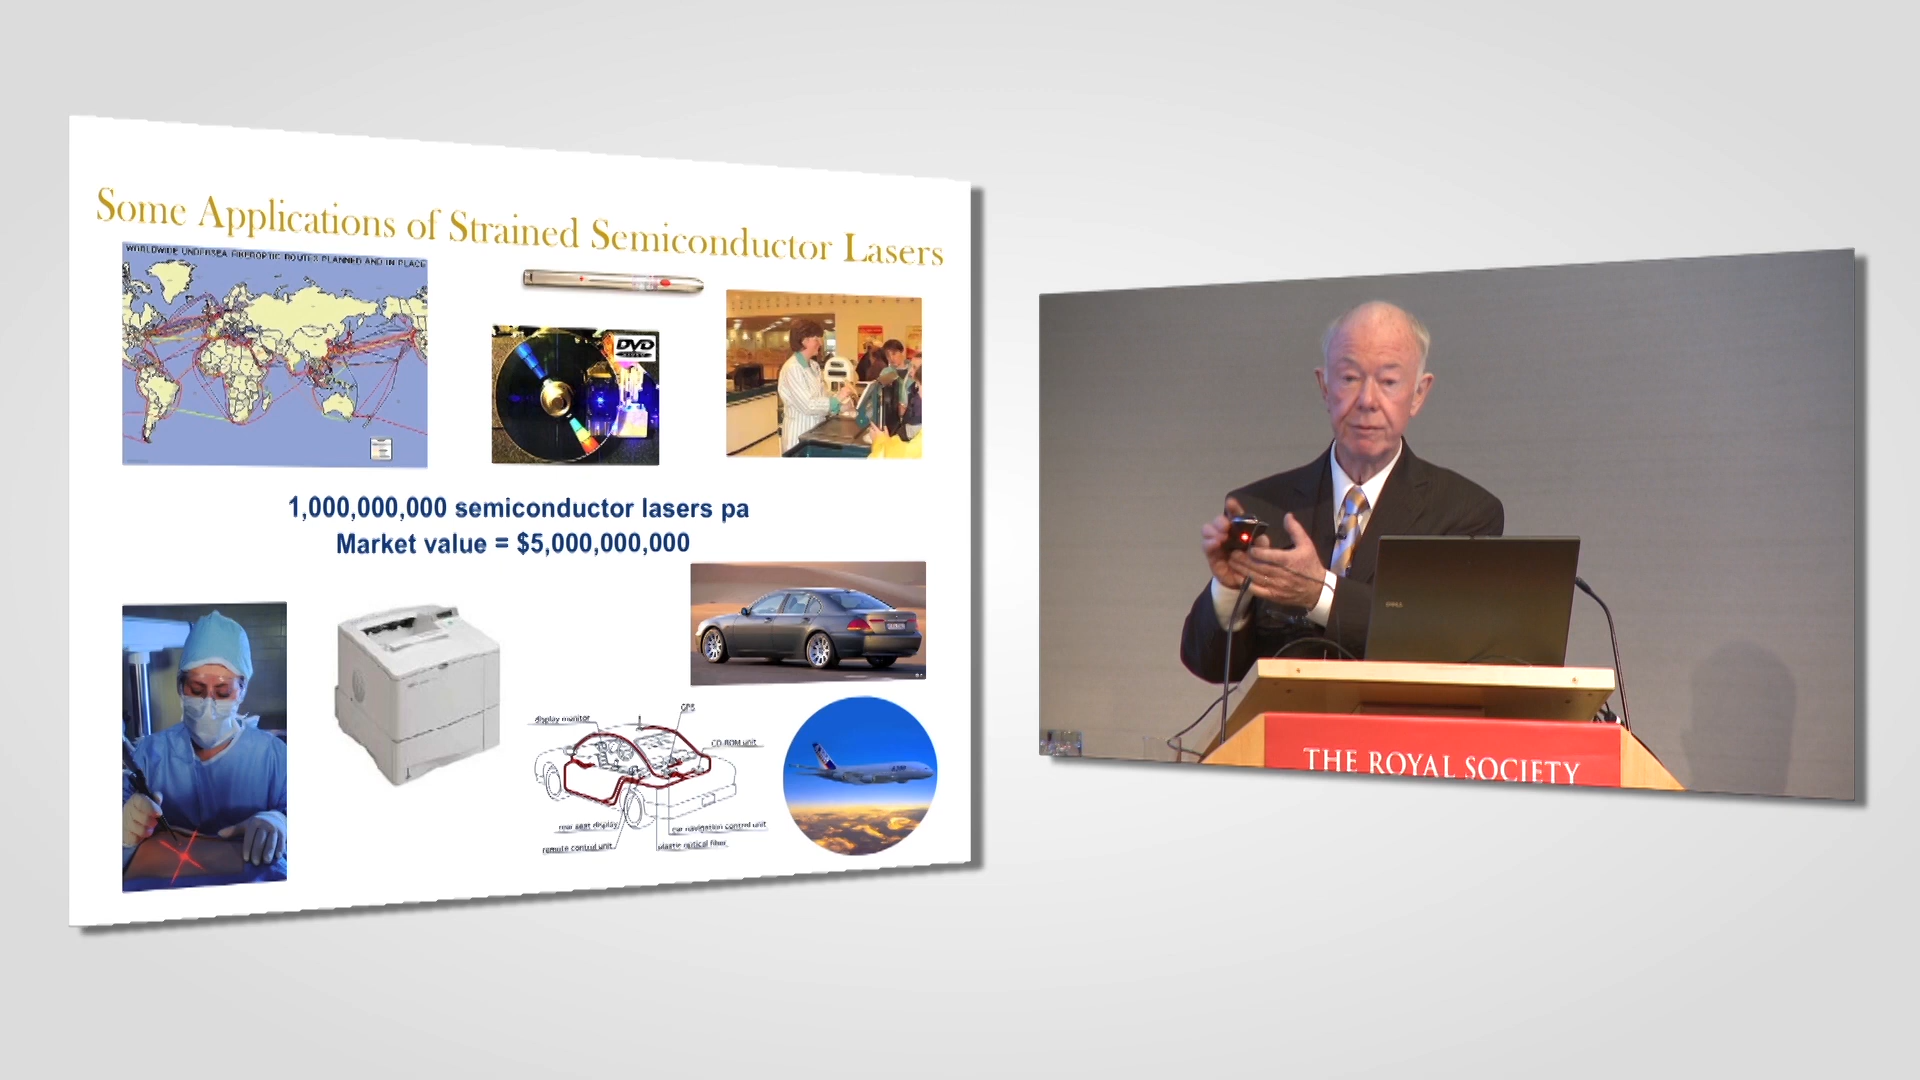 Some Applications of Strained Semiconductor Lasers
WORLDWIDE UNDERSEA FIBEROPTIC ROUTES PLANNED AND IN PLACE
DVD
VIDEO
1,000,000,000 semiconductor lasers pa
Market value = $5,000,000,000
display monitor
GPS
CD-ROM unit
rear seat display
car navigation control unit
remote control unit
plastic optical fiber
DELL
THE ROYAL SOCIETY